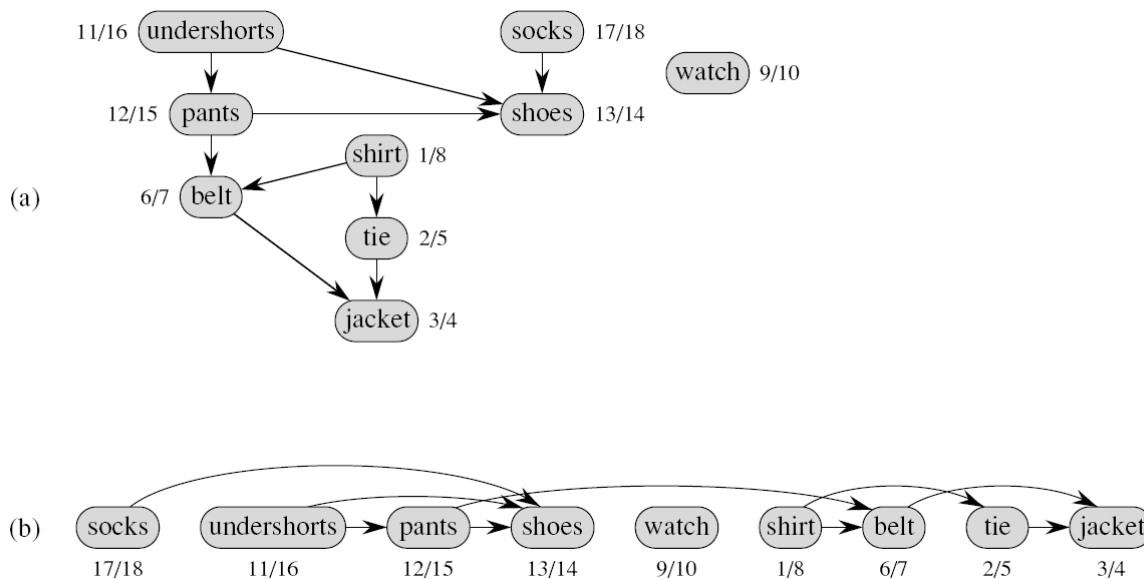 11/16 undershorts socks 17/18
watch 9/10
12/15 pants shoes 13/14
shirt 1/8
(a) 6/7 belt
tie 2/5
jacket 3/4
(b) socks undershorts pants shoes watch shirt belt tie jacket
17/18 11/16 12/15 13/14 9/10 1/8 6/7 2/5 3/4